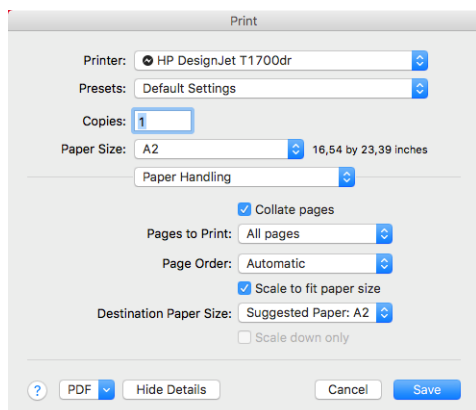 Print
Printer: HP DesignJet T1700dr
Presets: Default Settings
Copies: 1
Paper Size: A2 16,54 by 23,39 inches
Paper Handling
Collate pages
Pages to Print: All pages
Page Order: Automatic
Scale to fit paper size
Destination Paper Size: Suggested Paper: A2
Scale down only
? PDF Hide Details Cancel Save